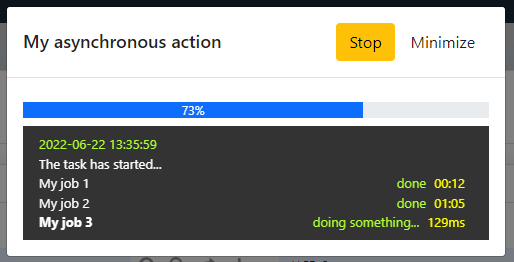 My asynchronous action Stop Minimize
73%
2022-06-22 13:35:59
The task has started...
My job 1 done 00:12
My job 2 done 01:05
My job 3 doing something... 129ms